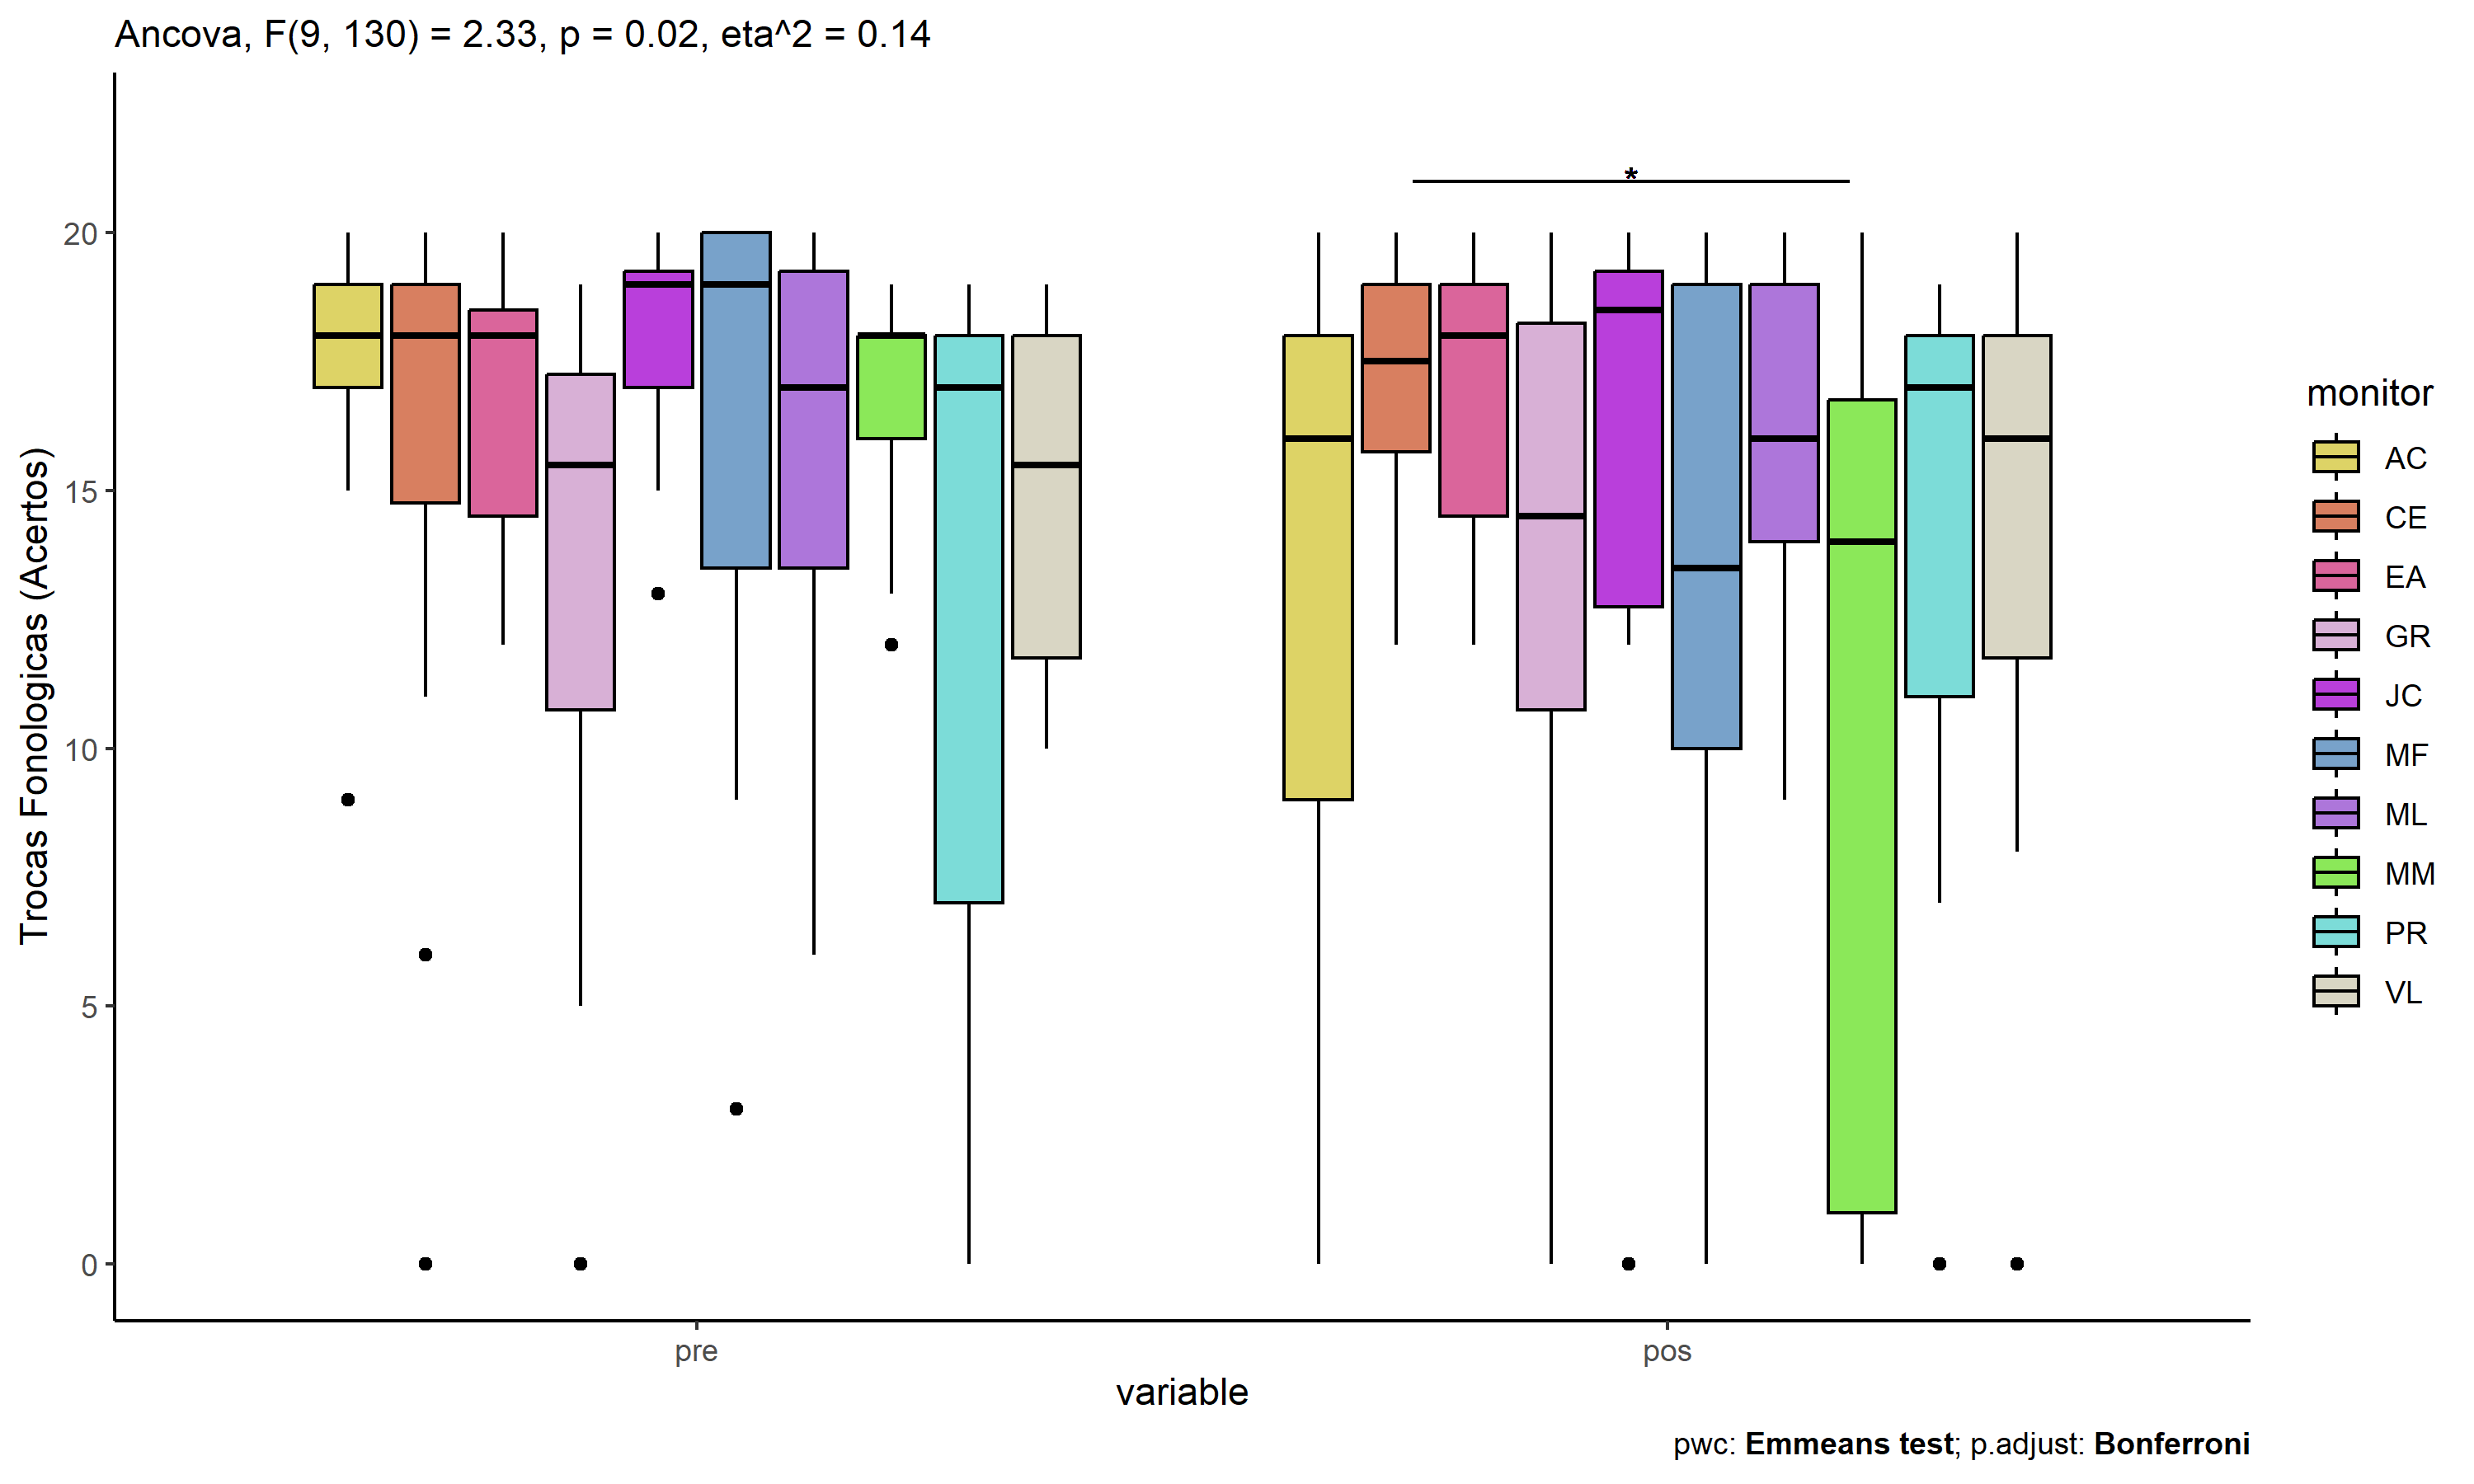 Ancova, F(9, 130) = 2.33, p = 0.02, eta^2 = 0.14
Trocas Fonologicas (Acertos)
20
15
10
5
0
*
pre
pos
variable
monitor
AC
CE
EA
GR
JC
MF
ML
MM
PR
VL
pwc: Emmeans test; p.adjust: Bonferroni